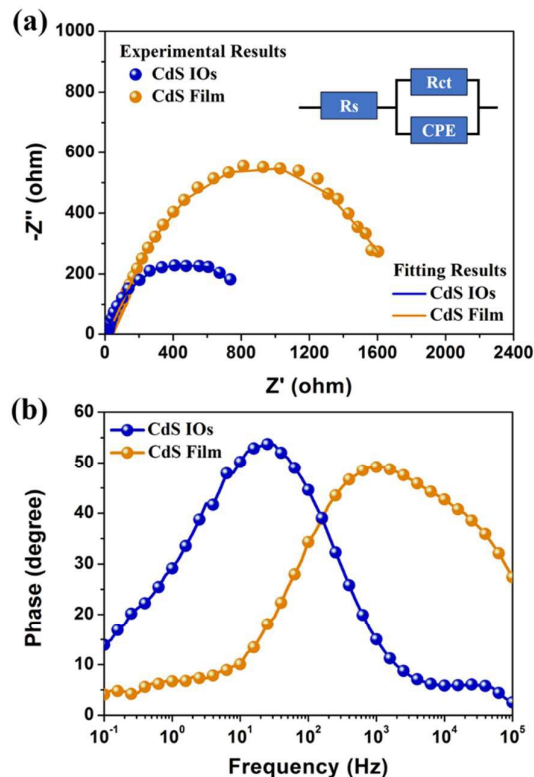 (a)
1000
800
600
400
200
0
-Z'' (ohm)
Experimental Results
CdS IOs
CdS Film
Rs
Rct
CPE
Fitting Results
CdS IOs
CdS Film
0 400 800 1200 1600 2000 2400
Z' (ohm)
(b)
60
50
40
30
20
10
0
Phase (degree)
CdS IOs
CdS Film
10⁻¹ 10⁰ 10¹ 10² 10³ 10⁴ 10⁵
Frequency (Hz)